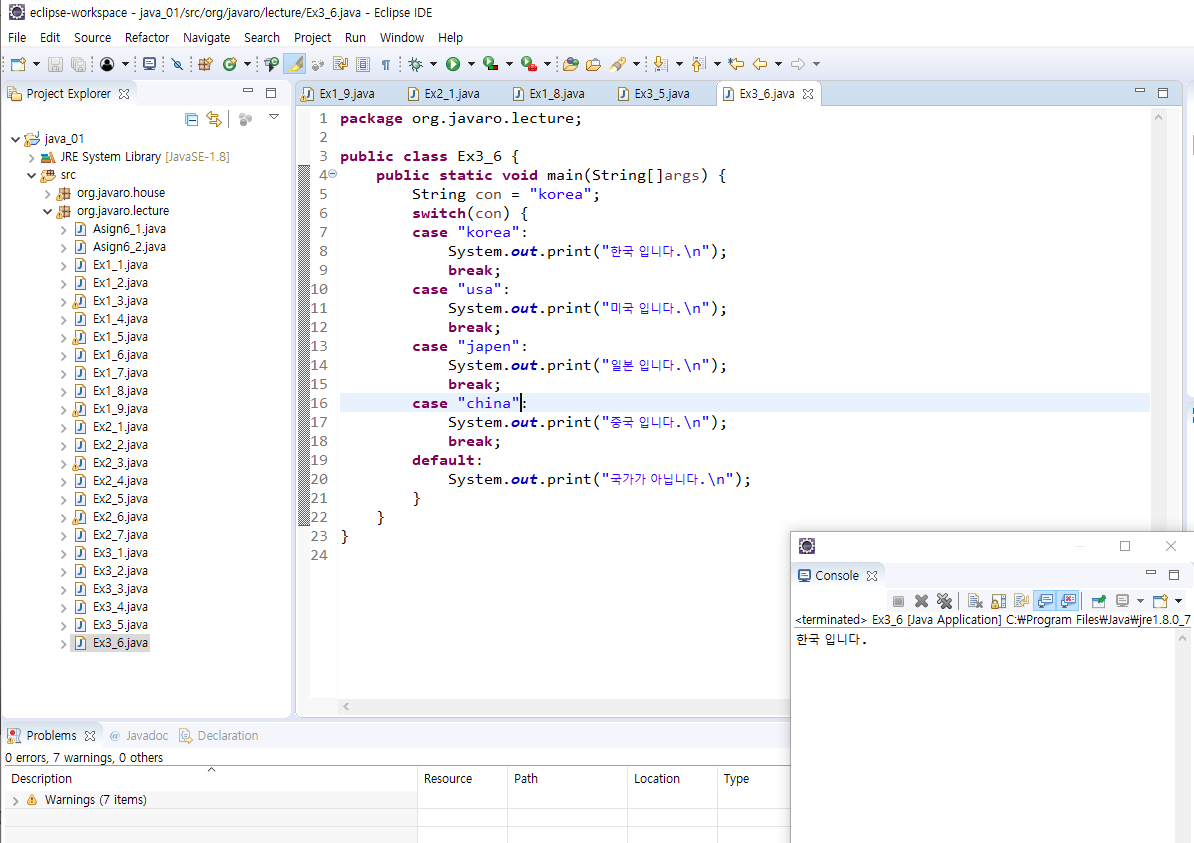 eclipse-workspace - java_01/src/org/javaro/lecture/Ex3_6.java - Eclipse IDE
File Edit Source Refactor Navigate Search Project Run Window Help
Project Explorer
java_01
JRE System Library [JavaSE-1.8]
src
org.javaro.house
org.javaro.lecture
Asign6_1.java
Asign6_2.java
Ex1_1.java
Ex1_2.java
Ex1_3.java
Ex1_4.java
Ex1_5.java
Ex1_6.java
Ex1_7.java
Ex1_8.java
Ex1_9.java
Ex2_1.java
Ex2_2.java
Ex2_3.java
Ex2_4.java
Ex2_5.java
Ex2_6.java
Ex2_7.java
Ex3_1.java
Ex3_2.java
Ex3_3.java
Ex3_4.java
Ex3_5.java
Ex3_6.java
Ex1_9.java Ex2_1.java Ex1_8.java Ex3_5.java Ex3_6.java
1 package org.javaro.lecture;
2
3 public class Ex3_6 {
4 public static void main(String[]args) {
5 String con = "korea";
6 switch(con) {
7 case "korea":
8 System.out.print("한국 입니다.\n");
9 break;
10 case "usa":
11 System.out.print("미국 입니다.\n");
12 break;
13 case "japen":
14 System.out.print("일본 입니다.\n");
15 break;
16 case "china":
17 System.out.print("중국 입니다.\n");
18 break;
19 default:
20 System.out.print("국가가 아닙니다.\n");
21 }
22 }
23 }
24
Console
<terminated> Ex3_6 [Java Application] C:₩Program Files₩Java₩jre1.8.0_7
한국 입니다.
Problems @ Javadoc Declaration
0 errors, 7 warnings, 0 others
Description Resource Path Location Type
Warnings (7 items)